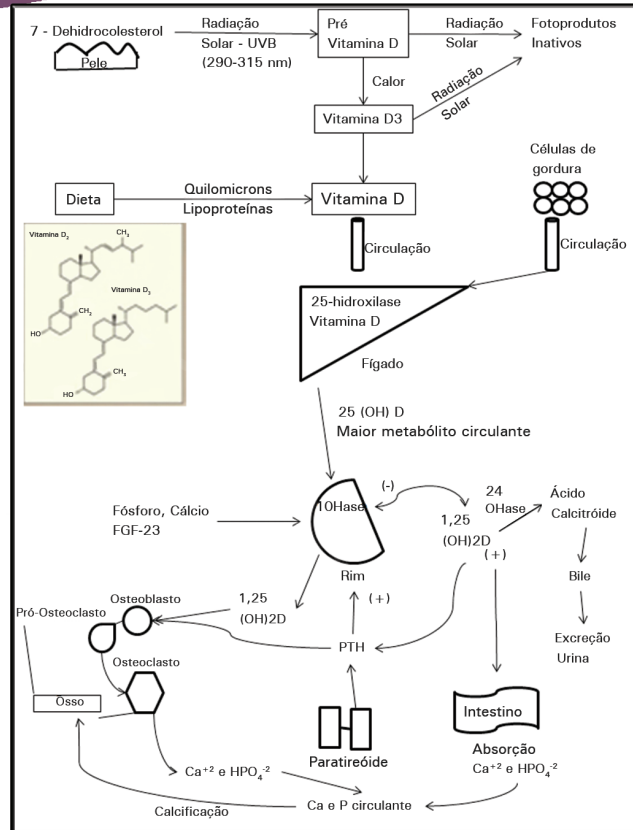 7 - Dehidrocolesterol
Pele
Radiação
Solar - UVB
(290-315 nm)
Pré
Vitamina D
Radiação
Solar
Fotoprodutos
Inativos
Calor
Radiação
Solar
Vitamina D3
Células de
gordura
Dieta
Quilomicrons
Lipoproteínas
Vitamina D
Circulação
Circulação
Vitamina D₂
CH₃
CH₂
HO
Vitamina D₃
CH₂
HO
25-hidroxilase
Vitamina D
Fígado
25 (OH) D
Maior metabólito circulante
Fósforo, Cálcio
FGF-23
10Hase
Rim
(-)
1,25
(OH)2D
(+)
24
OHase
Ácido
Calcitróide
Bile
Excreção
Urina
(+)
1,25
(OH)2D
PTH
Pró-Osteoclasto
Osteoblasto
Osteoclasto
Ósso
Paratireóide
Intestino
Absorção
Ca⁺² e HPO₄⁻²
Ca⁺² e HPO₄⁻²
Ca e P circulante
Calcificação